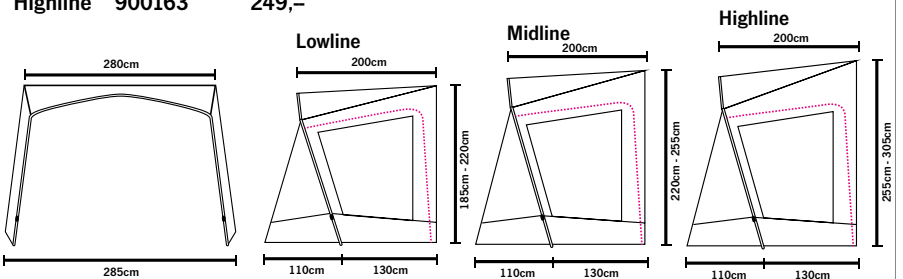 Highline 900163 249,–
280cm
285cm
Lowline
200cm
185cm - 220cm
110cm 130cm
Midline
200cm
220cm - 255cm
110cm 130cm
Highline
200cm
255cm - 305cm
110cm 130cm